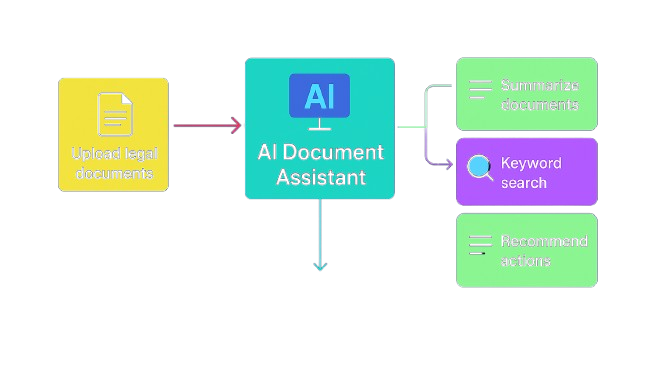 Upload legal
documents
AI
AI Document
Assistant
Summarize
documents
Keyword
search
Recommend
actions